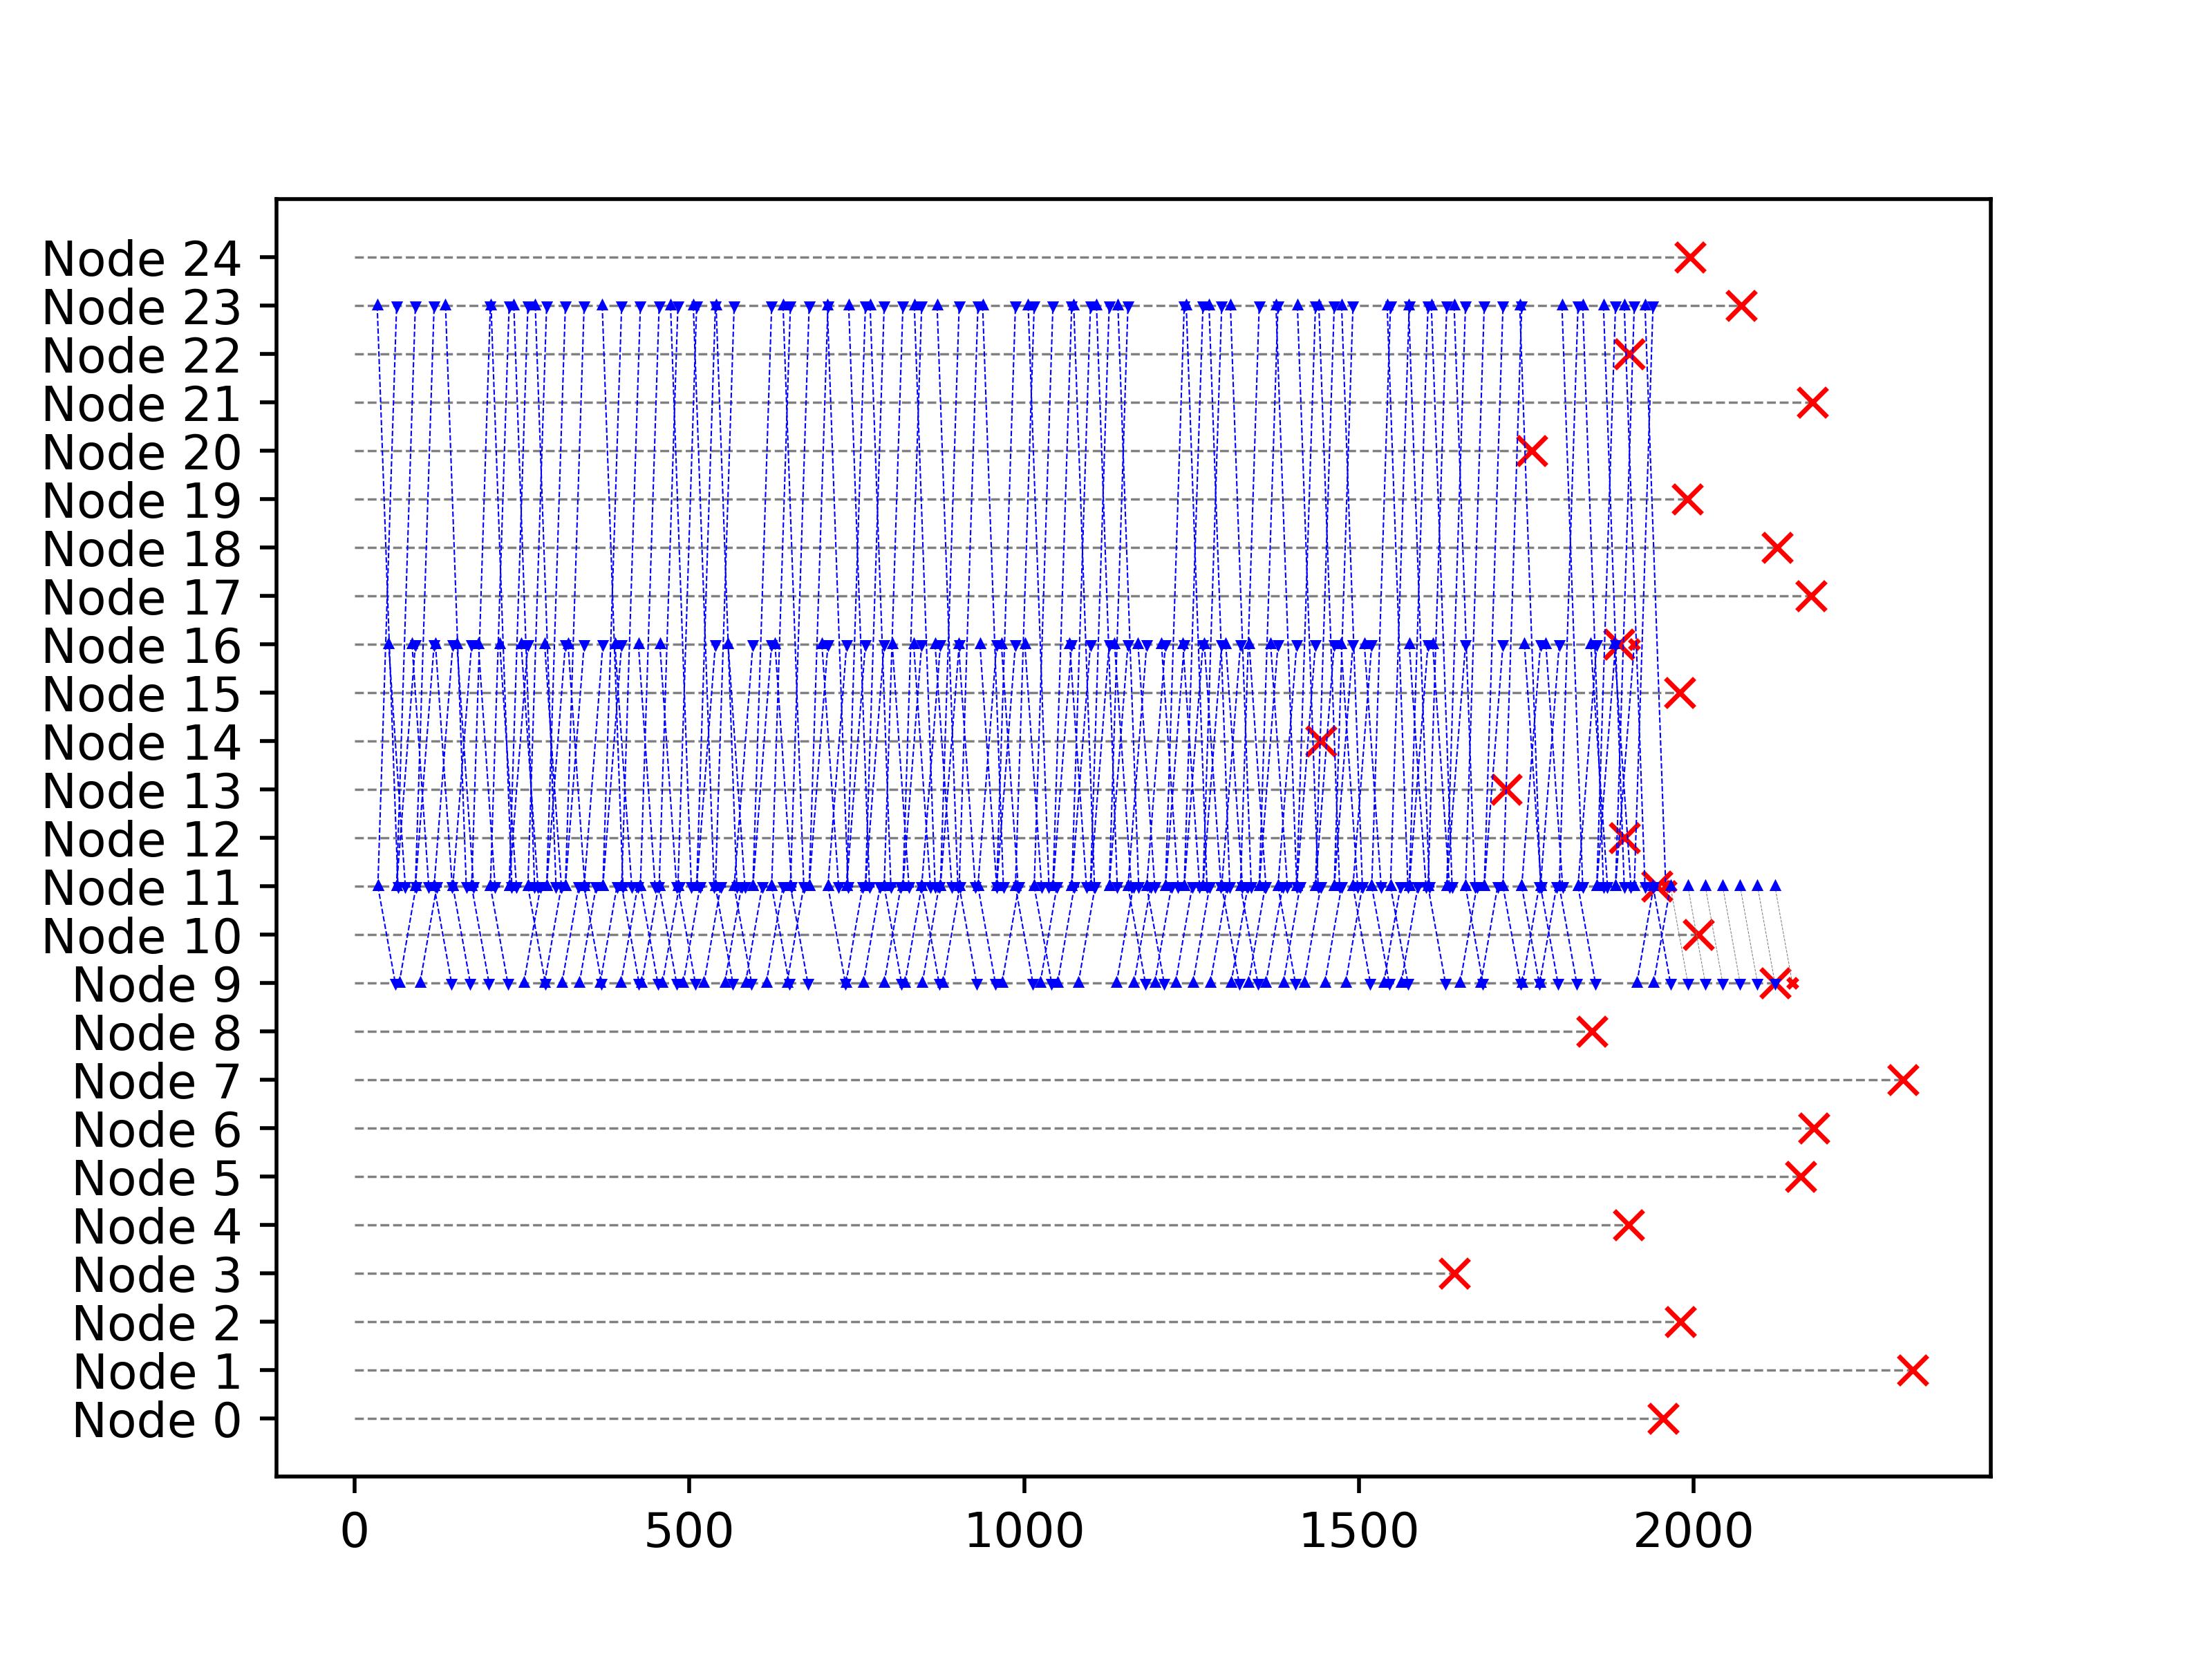 Node 24
Node 23
Node 22
Node 21
Node 20
Node 19
Node 18
Node 17
Node 16
Node 15
Node 14
Node 13
Node 12
Node 11
Node 10
Node 9
Node 8
Node 7
Node 6
Node 5
Node 4
Node 3
Node 2
Node 1
Node 0
0 500 1000 1500 2000